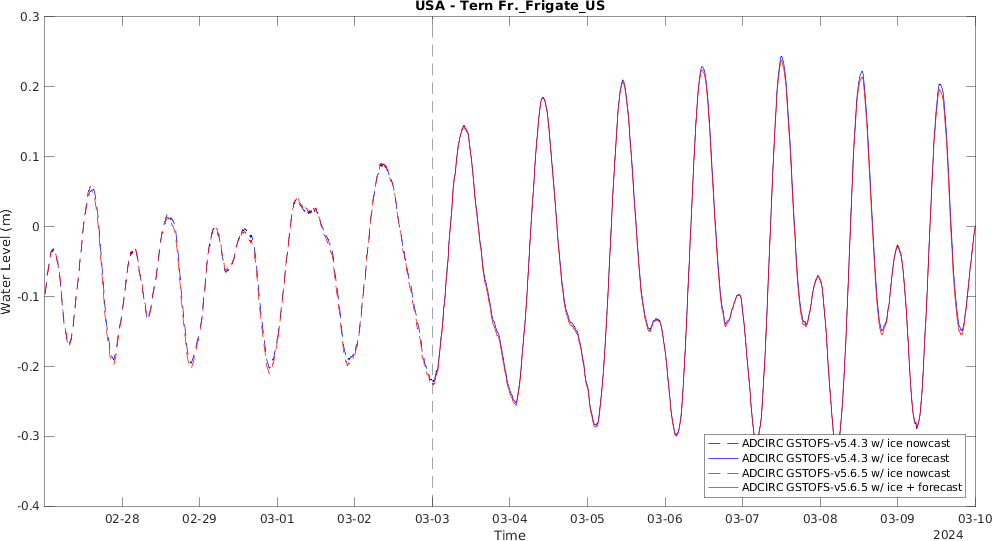 USA - Tern Fr._Frigate_US
Water Level (m)
0.3
0.2
0.1
0
-0.1
-0.2
-0.3
-0.4
ADCIRC GSTOFS-v5.4.3 w/ ice nowcast
ADCIRC GSTOFS-v5.4.3 w/ ice forecast
ADCIRC GSTOFS-v5.6.5 w/ ice nowcast
ADCIRC GSTOFS-v5.6.5 w/ ice + forecast
02-28 02-29 03-01 03-02 03-03 03-04 03-05 03-06 03-07 03-08 03-09 03-10
Time
2024